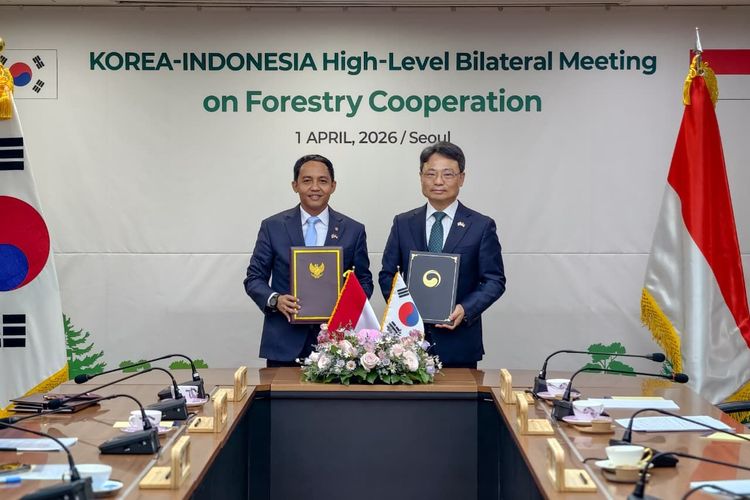 KOREA-INDONESIA High-Level Bilateral Meeting
on Forestry Cooperation
1 APRIL, 2026 / Seoul